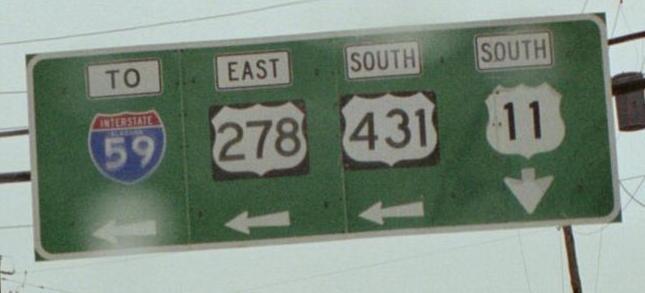 TO
INTERSTATE
ALABAMA
59
EAST
278
SOUTH
431
SOUTH
11